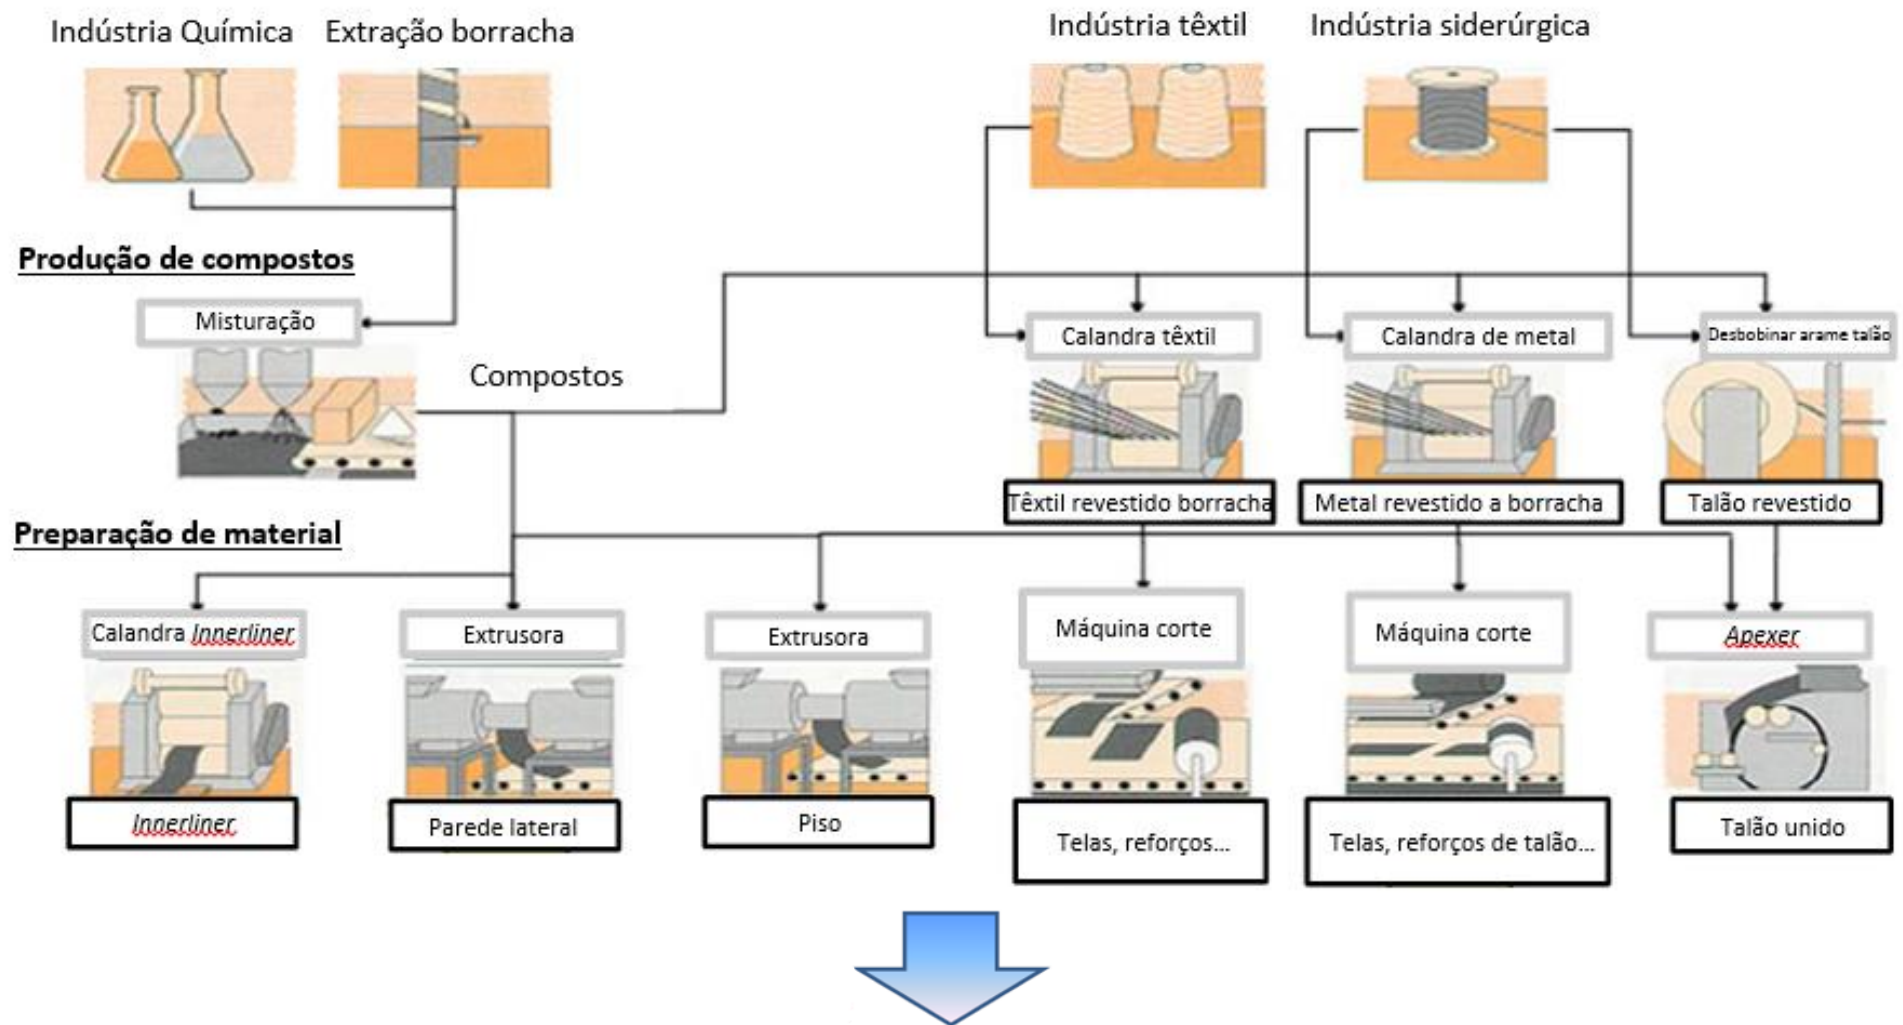 Indústria Química
Extração borracha
Indústria têxtil
Indústria siderúrgica
Produção de compostos
Misturação
Compostos
Calandra têxtil
Calandra de metal
Desbobinar arame talão
Têxtil revestido borracha
Metal revestido a borracha
Talão revestido
Preparação de material
Calandra Innerliner
Extrusora
Extrusora
Máquina corte
Máquina corte
Apexer
Innerliner
Parede lateral
Piso
Telas, reforços...
Telas, reforços de talão...
Talão unido